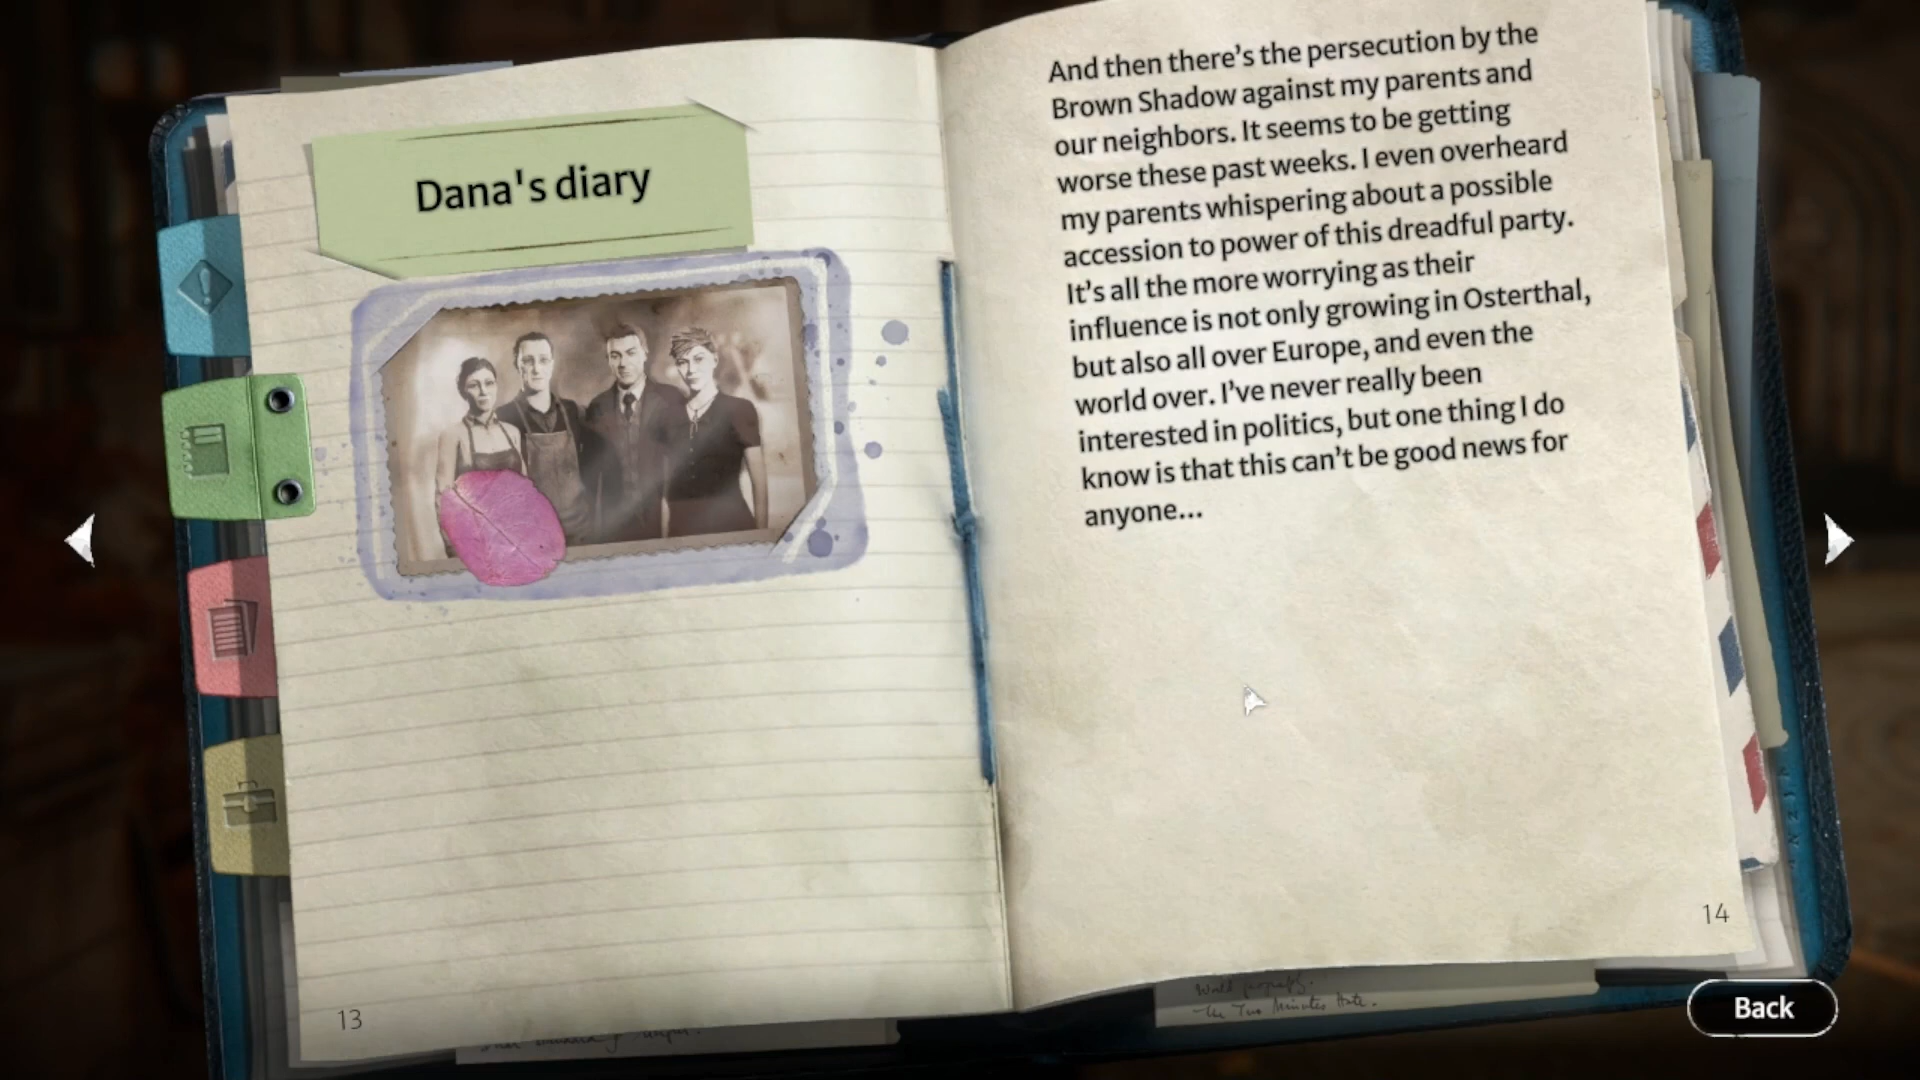 Dana's diary
And then there's the persecution by the
Brown Shadow against my parents and
our neighbors. It seems to be getting
worse these past weeks. I even overheard
my parents whispering about a possible
accession to power of this dreadful party.
It's all the more worrying as their
influence is not only growing in Osterthal,
but also all over Europe, and even the
world over. I've never really been
interested in politics, but one thing I do
know is that this can't be good news for
anyone...
13
14
The Two Minutes Hate.
Back